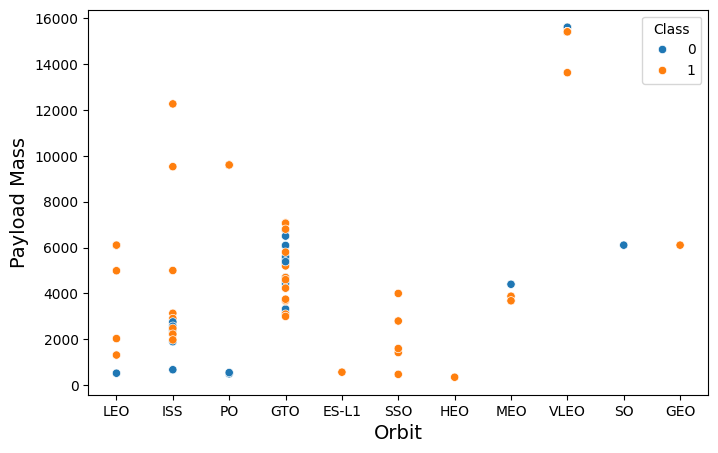 16000
14000
12000
10000
8000
6000
4000
2000
0
Payload Mass
Class
0
1
LEO ISS PO GTO ES-L1 SSO HEO MEO VLEO SO GEO
Orbit